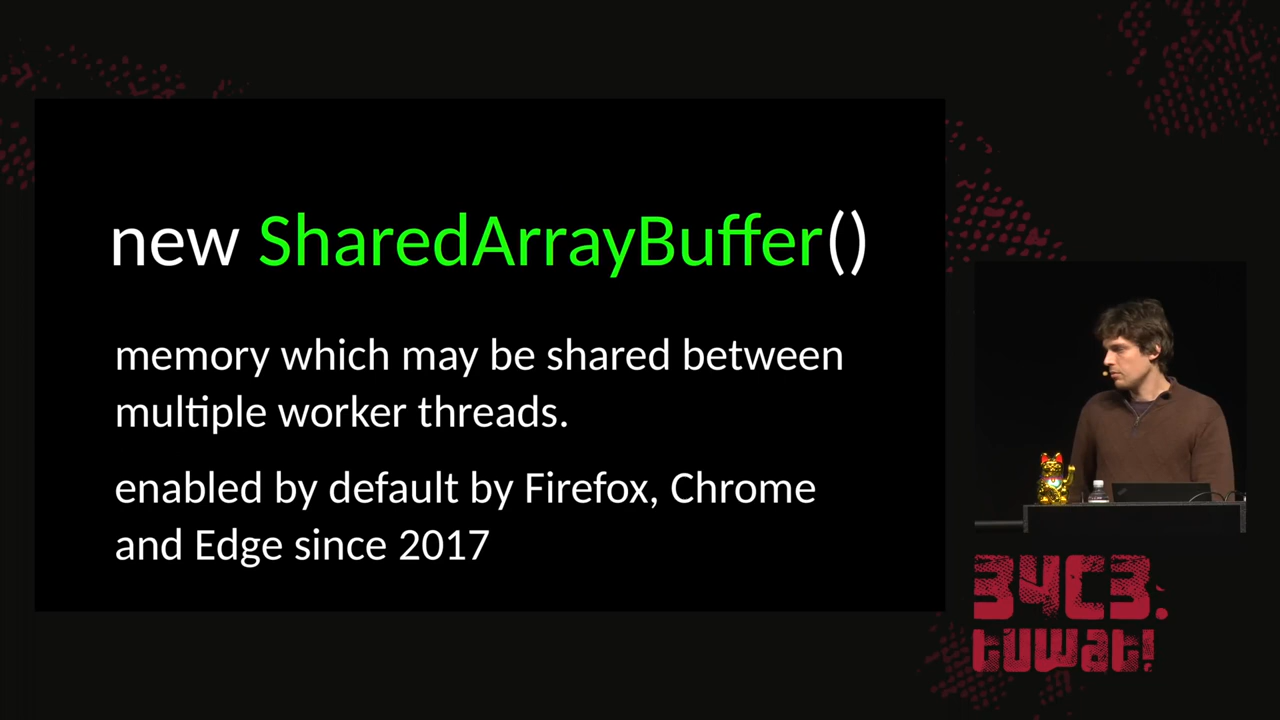 new SharedArrayBuffer()
memory which may be shared between
multiple worker threads.
enabled by default by Firefox, Chrome
and Edge since 2017
34C3.
tuwat!